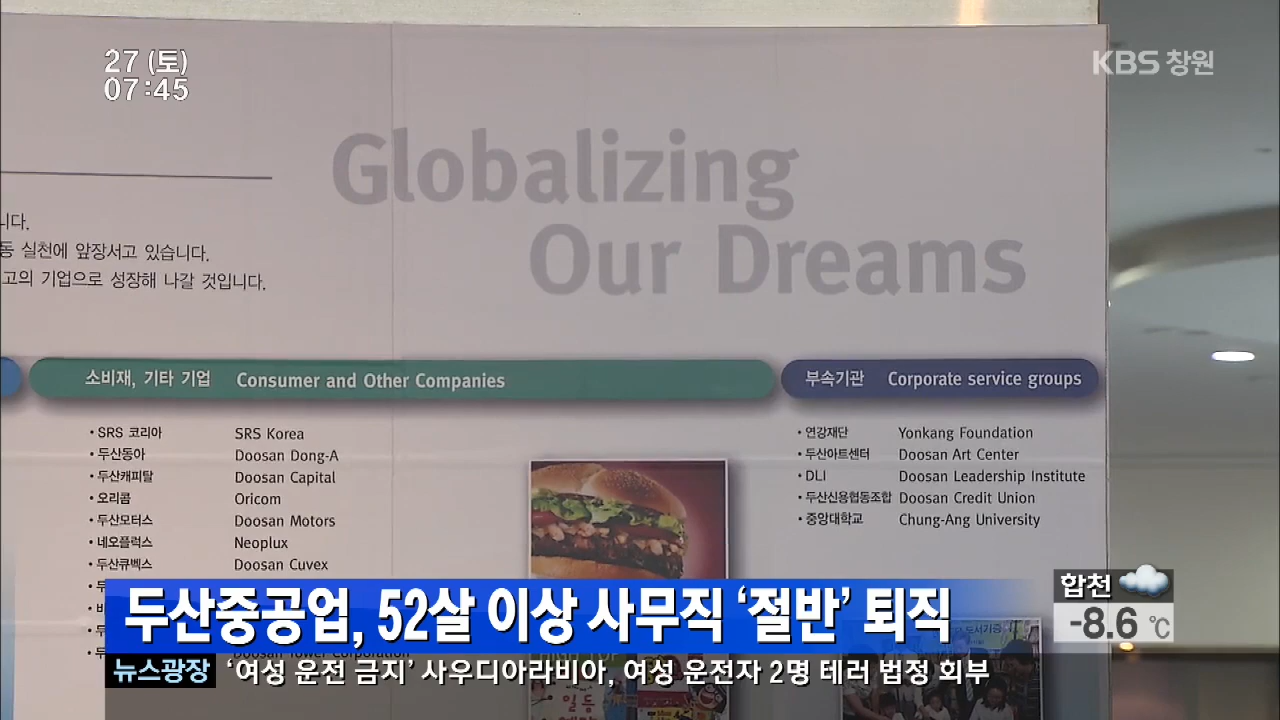 27 (토)
07:45
KBS 창원
Globalizing
Our Dreams
니다.
동 실천에 앞장서고 있습니다.
고의 기업으로 성장해 나갈 것입니다.
소비재, 기타 기업 Consumer and Other Companies
• SRS 코리아 SRS Korea
• 두산동아 Doosan Dong-A
• 두산캐피탈 Doosan Capital
• 오리콤 Oricom
• 두산모터스 Doosan Motors
• 네오플럭스 Neoplux
• 두산큐벡스 Doosan Cuvex
부속기관 Corporate service groups
• 연강재단 Yonkang Foundation
• 두산아트센터 Doosan Art Center
• DLI Doosan Leadership Institute
• 두산신용협동조합 Doosan Credit Union
• 중앙대학교 Chung-Ang University
합천
-8.6 ℃
두산중공업, 52살 이상 사무직 ‘절반’ 퇴직
뉴스광장 ‘여성 운전 금지’ 사우디아라비아, 여성 운전자 2명 테러 법정 회부